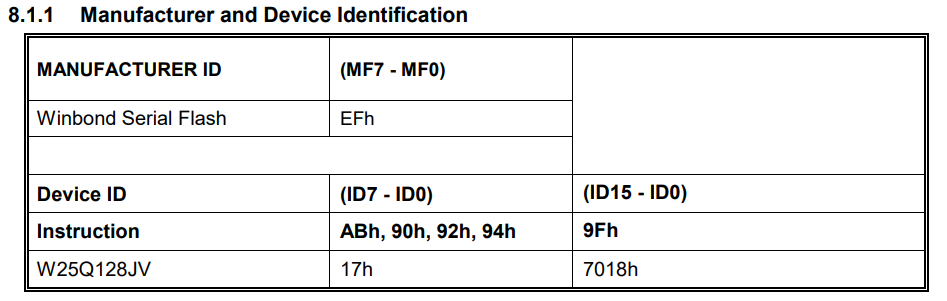 8.1.1 Manufacturer and Device Identification
MANUFACTURER ID (MF7 - MF0)
Winbond Serial Flash EFh
Device ID (ID7 - ID0) (ID15 - ID0)
Instruction ABh, 90h, 92h, 94h 9Fh
W25Q128JV 17h 7018h